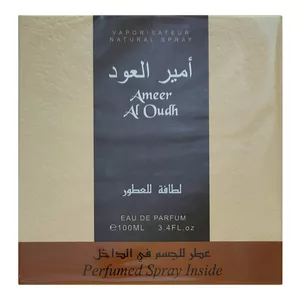 VAPORISATEUR
NATURAL SPRAY
أمير العود
Ameer
Al Oudh
لطافة للعطور
EAU DE PARFUM
℮100ML 3.4FL.oz
عطر للجسم في الداخل
Perfumed Spray Inside